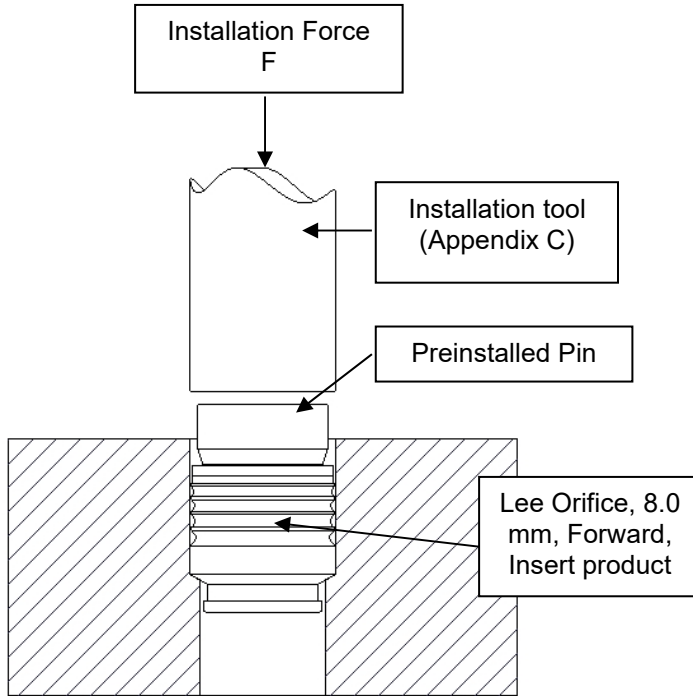 Installation Force
F
Installation tool
(Appendix C)
Preinstalled Pin
Lee Orifice, 8.0
mm, Forward,
Insert product